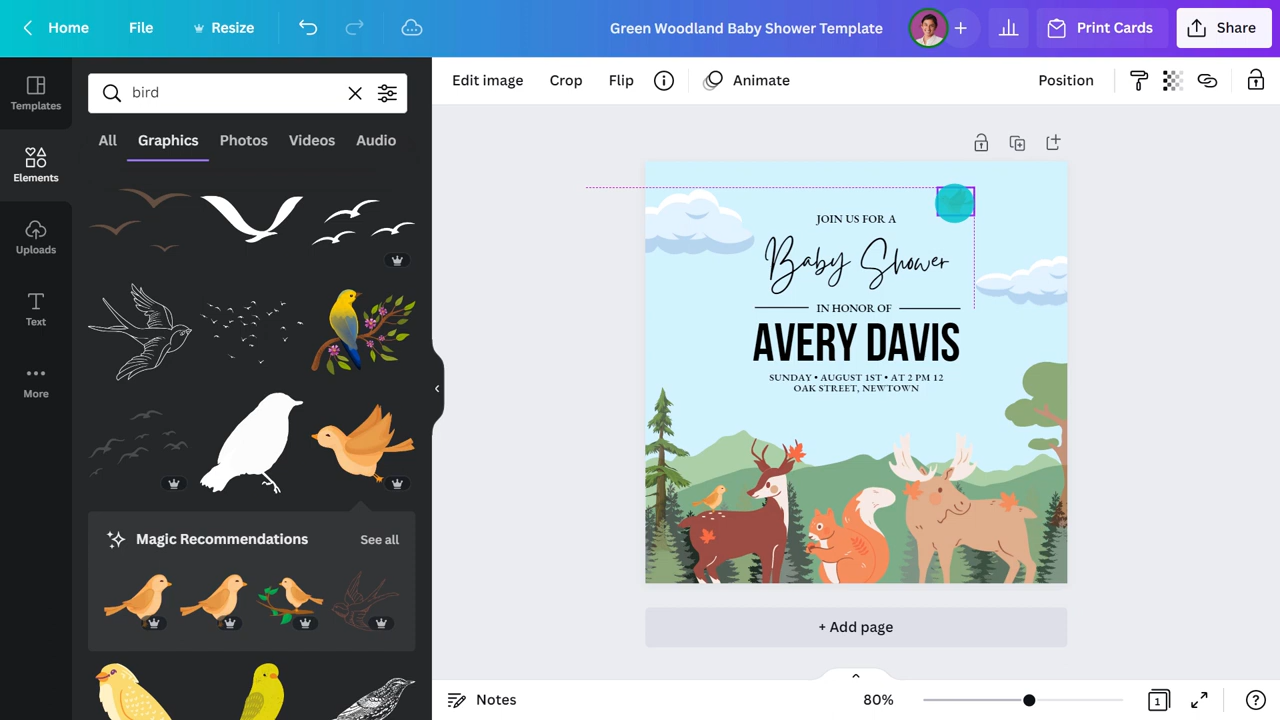 Home
File
Resize
Green Woodland Baby Shower Template
Print Cards
Share
Templates
Elements
Uploads
Text
More
bird
All
Graphics
Photos
Videos
Audio
Magic Recommendations
See all
Edit image
Crop
Flip
Animate
Position
JOIN US FOR A
Baby Shower
IN HONOR OF
AVERY DAVIS
SUNDAY • AUGUST 1ST • AT 2 PM 12
OAK STREET, NEWTOWN
+ Add page
Notes
80%
1